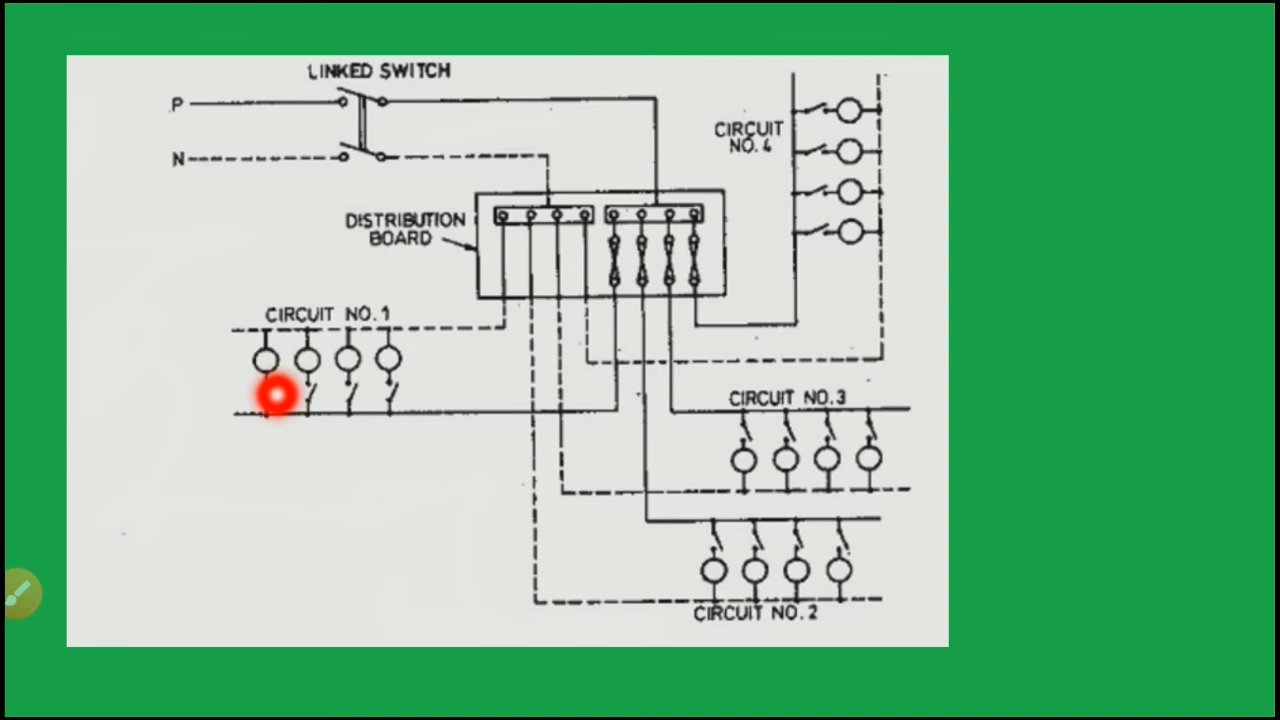 LINKED SWITCH
P
N
CIRCUIT
NO.4
DISTRIBUTION
BOARD
CIRCUIT NO.1
CIRCUIT NO.3
CIRCUIT NO.2